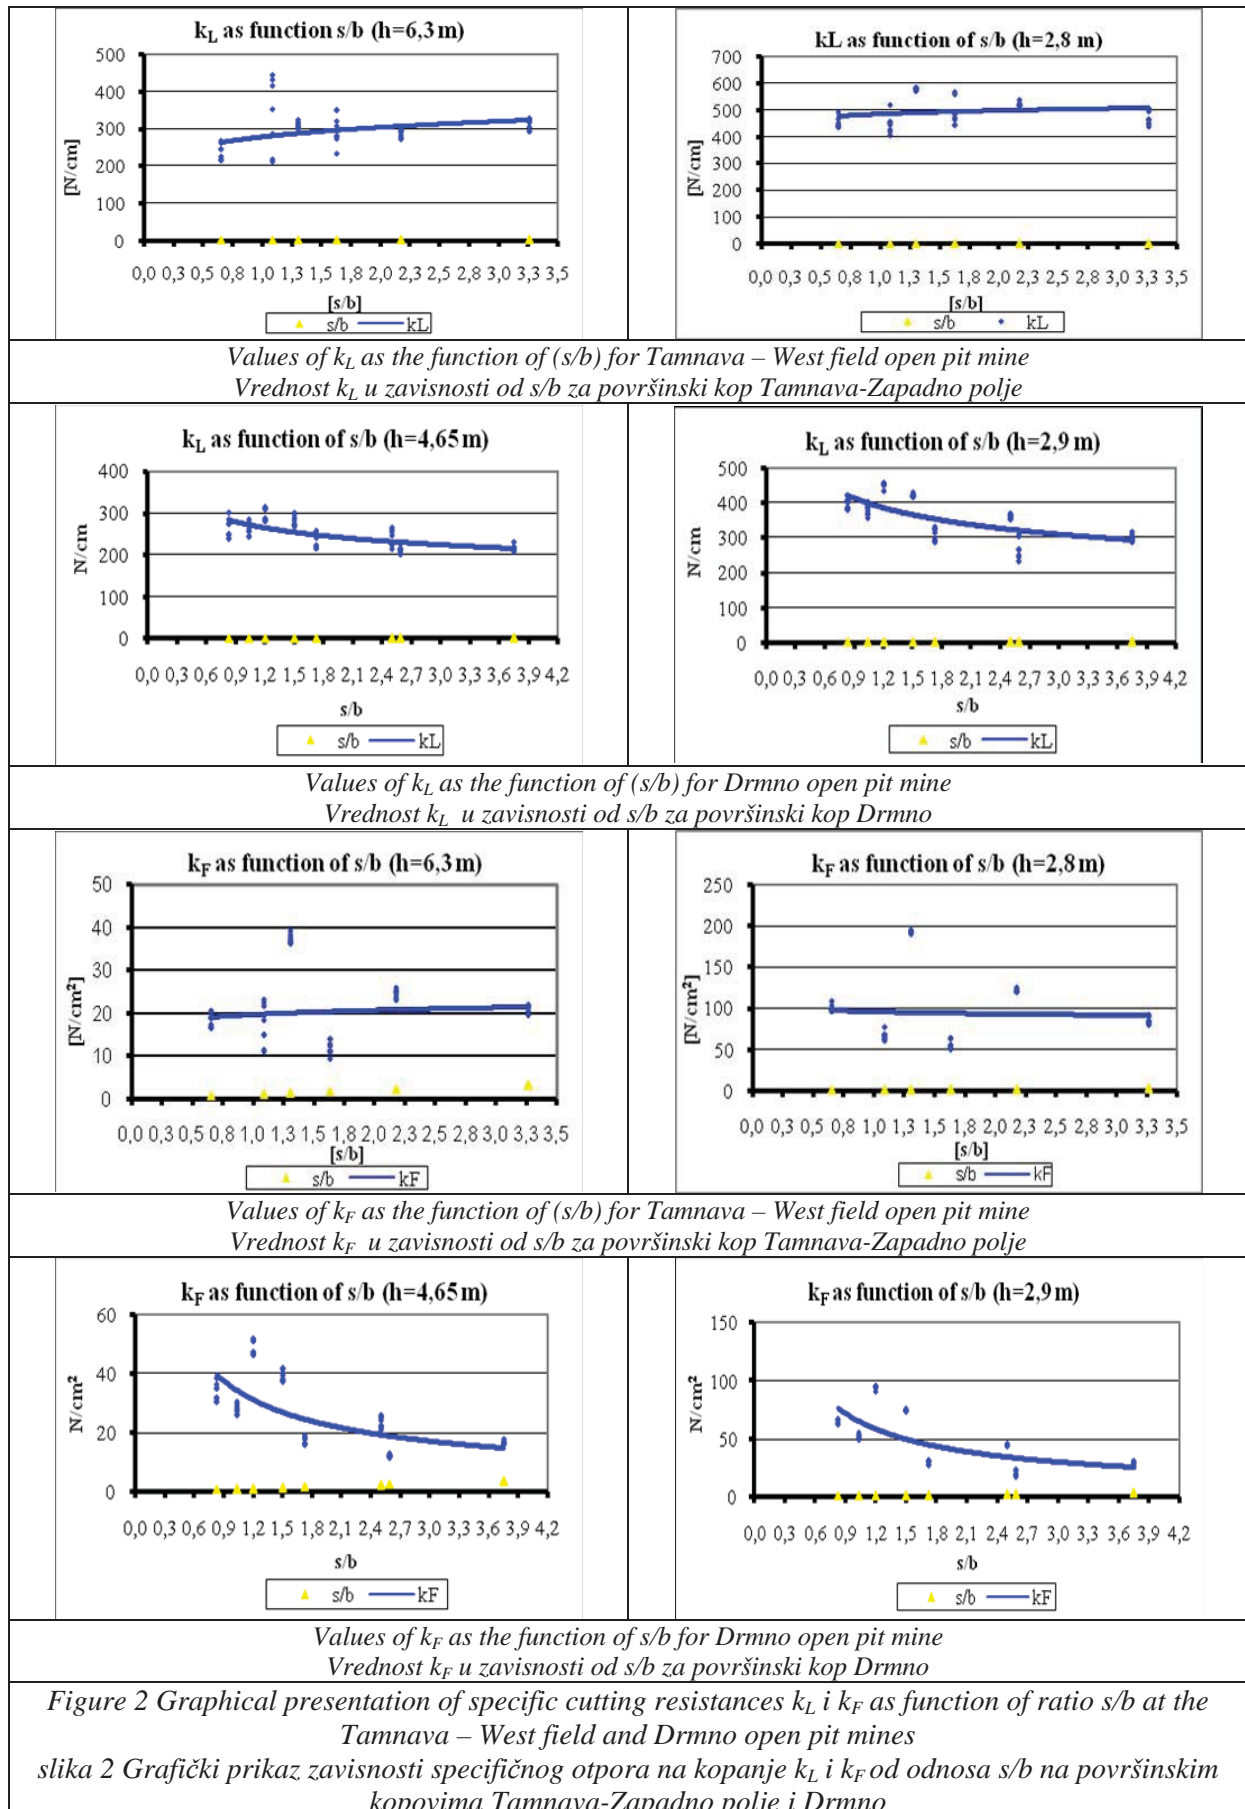 k_L as function s/b (h=6,3 m)
500
400
300
200
100
0
[N/cm]
0,0 0,3 0,5 0,8 1,0 1,3 1,5 1,8 2,0 2,3 2,5 2,8 3,0 3,3 3,5
[s/b]
s/b kL
kL as function of s/b (h=2,8 m)
700
600
500
400
300
200
100
0
[N/cm]
0,0 0,3 0,5 0,8 1,0 1,3 1,5 1,8 2,0 2,3 2,5 2,8 3,0 3,3 3,5
[s/b]
s/b kL
Values of k_L as the function of (s/b) for Tamnava – West field open pit mine
Vrednost k_L u zavisnosti od s/b za površinski kop Tamnava-Zapadno polje
k_L as function of s/b (h=4,65 m)
400
300
200
100
0
N/cm
0,0 0,3 0,6 0,9 1,2 1,5 1,8 2,1 2,4 2,7 3,0 3,3 3,6 3,9 4,2
s/b
s/b kL
k_L as function of s/b (h=2,9 m)
500
400
300
200
100
0
N/cm
0,0 0,3 0,6 0,9 1,2 1,5 1,8 2,1 2,4 2,7 3,0 3,3 3,6 3,9 4,2
s/b
s/b kL
Values of k_L as the function of (s/b) for Drmno open pit mine
Vrednost k_L u zavisnosti od s/b za površinski kop Drmno
k_F as function of s/b (h=6,3 m)
50
40
30
20
10
0
[N/cm²]
0,0 0,3 0,5 0,8 1,0 1,3 1,5 1,8 2,0 2,3 2,5 2,8 3,0 3,3 3,5
[s/b]
s/b kF
k_F as function of s/b (h=2,8 m)
250
200
150
100
50
0
[N/cm²]
0,0 0,3 0,5 0,8 1,0 1,3 1,5 1,8 2,0 2,3 2,5 2,8 3,0 3,3 3,5
[s/b]
s/b kF
Values of k_F as the function of (s/b) for Tamnava – West field open pit mine
Vrednost k_F u zavisnosti od s/b za površinski kop Tamnava-Zapadno polje
k_F as function of s/b (h=4,65 m)
60
40
20
0
N/cm²
0,0 0,3 0,6 0,9 1,2 1,5 1,8 2,1 2,4 2,7 3,0 3,3 3,6 3,9 4,2
s/b
s/b kF
k_F as function of s/b (h=2,9 m)
150
100
50
0
N/cm²
0,0 0,3 0,6 0,9 1,2 1,5 1,8 2,1 2,4 2,7 3,0 3,3 3,6 3,9 4,2
s/b
s/b kF
Values of k_F as the function of s/b for Drmno open pit mine
Vrednost k_F u zavisnosti od s/b za površinski kop Drmno
Figure 2 Graphical presentation of specific cutting resistances k_L i k_F as function of ratio s/b at the
Tamnava – West field and Drmno open pit mines
slika 2 Grafički prikaz zavisnosti specifičnog otpora na kopanje k_L i k_F od odnosa s/b na površinskim
kopovima Tamnava-Zapadno polje i Drmno